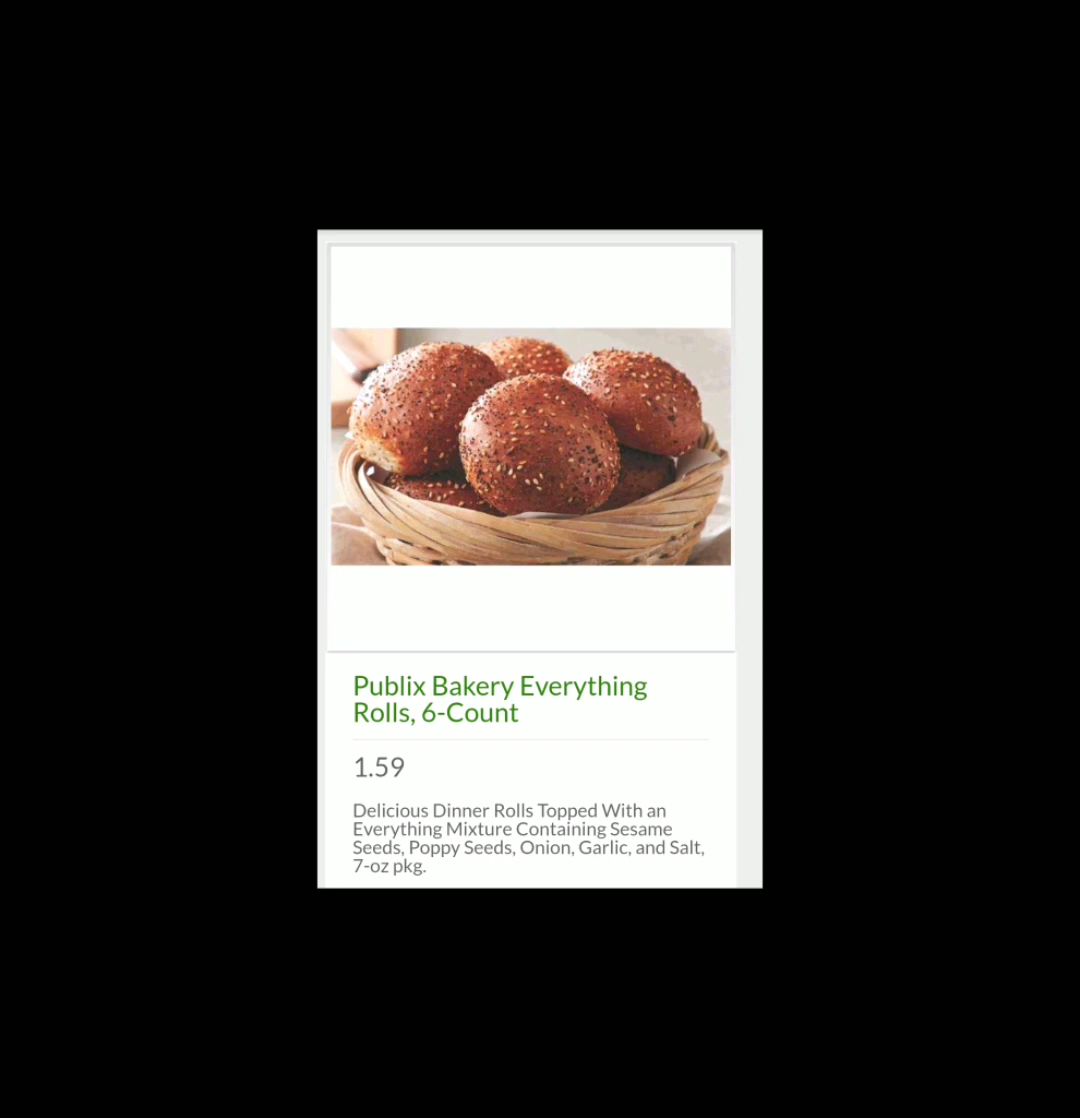 Publix Bakery Everything
Rolls, 6-Count
1.59
Delicious Dinner Rolls Topped With an
Everything Mixture Containing Sesame
Seeds, Poppy Seeds, Onion, Garlic, and Salt,
7-oz pkg.